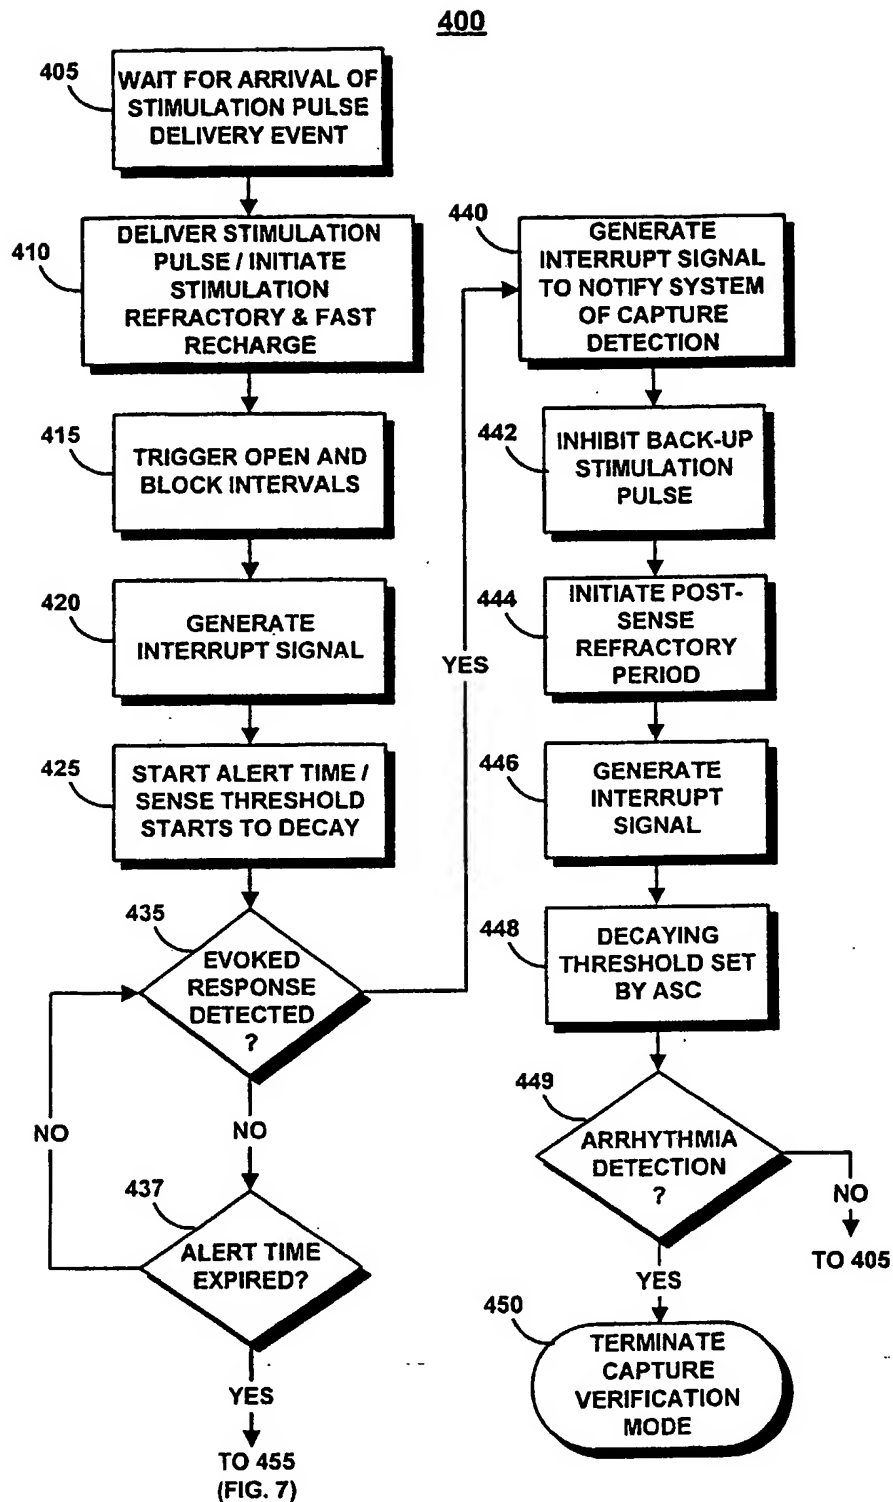 400
405
WAIT FOR ARRIVAL OF
STIMULATION PULSE
DELIVERY EVENT
410
DELIVER STIMULATION
PULSE / INITIATE
STIMULATION
REFRACTORY & FAST
RECHARGE
415
TRIGGER OPEN AND
BLOCK INTERVALS
420
GENERATE
INTERRUPT SIGNAL
425
START ALERT TIME /
SENSE THRESHOLD
STARTS TO DECAY
435
EVOKED
RESPONSE
DETECTED
?
YES
NO
NO
437
ALERT TIME
EXPIRED?
YES
TO 455
(FIG. 7)
440
GENERATE
INTERRUPT SIGNAL
TO NOTIFY SYSTEM
OF CAPTURE
DETECTION
442
INHIBIT BACK-UP
STIMULATION
PULSE
444
INITIATE POST-
SENSE
REFRACTORY
PERIOD
446
GENERATE
INTERRUPT
SIGNAL
448
DECAYING
THRESHOLD SET
BY ASC
449
ARRHYTHMIA
DETECTION
?
NO
TO 405
YES
450
TERMINATE
CAPTURE
VERIFICATION
MODE